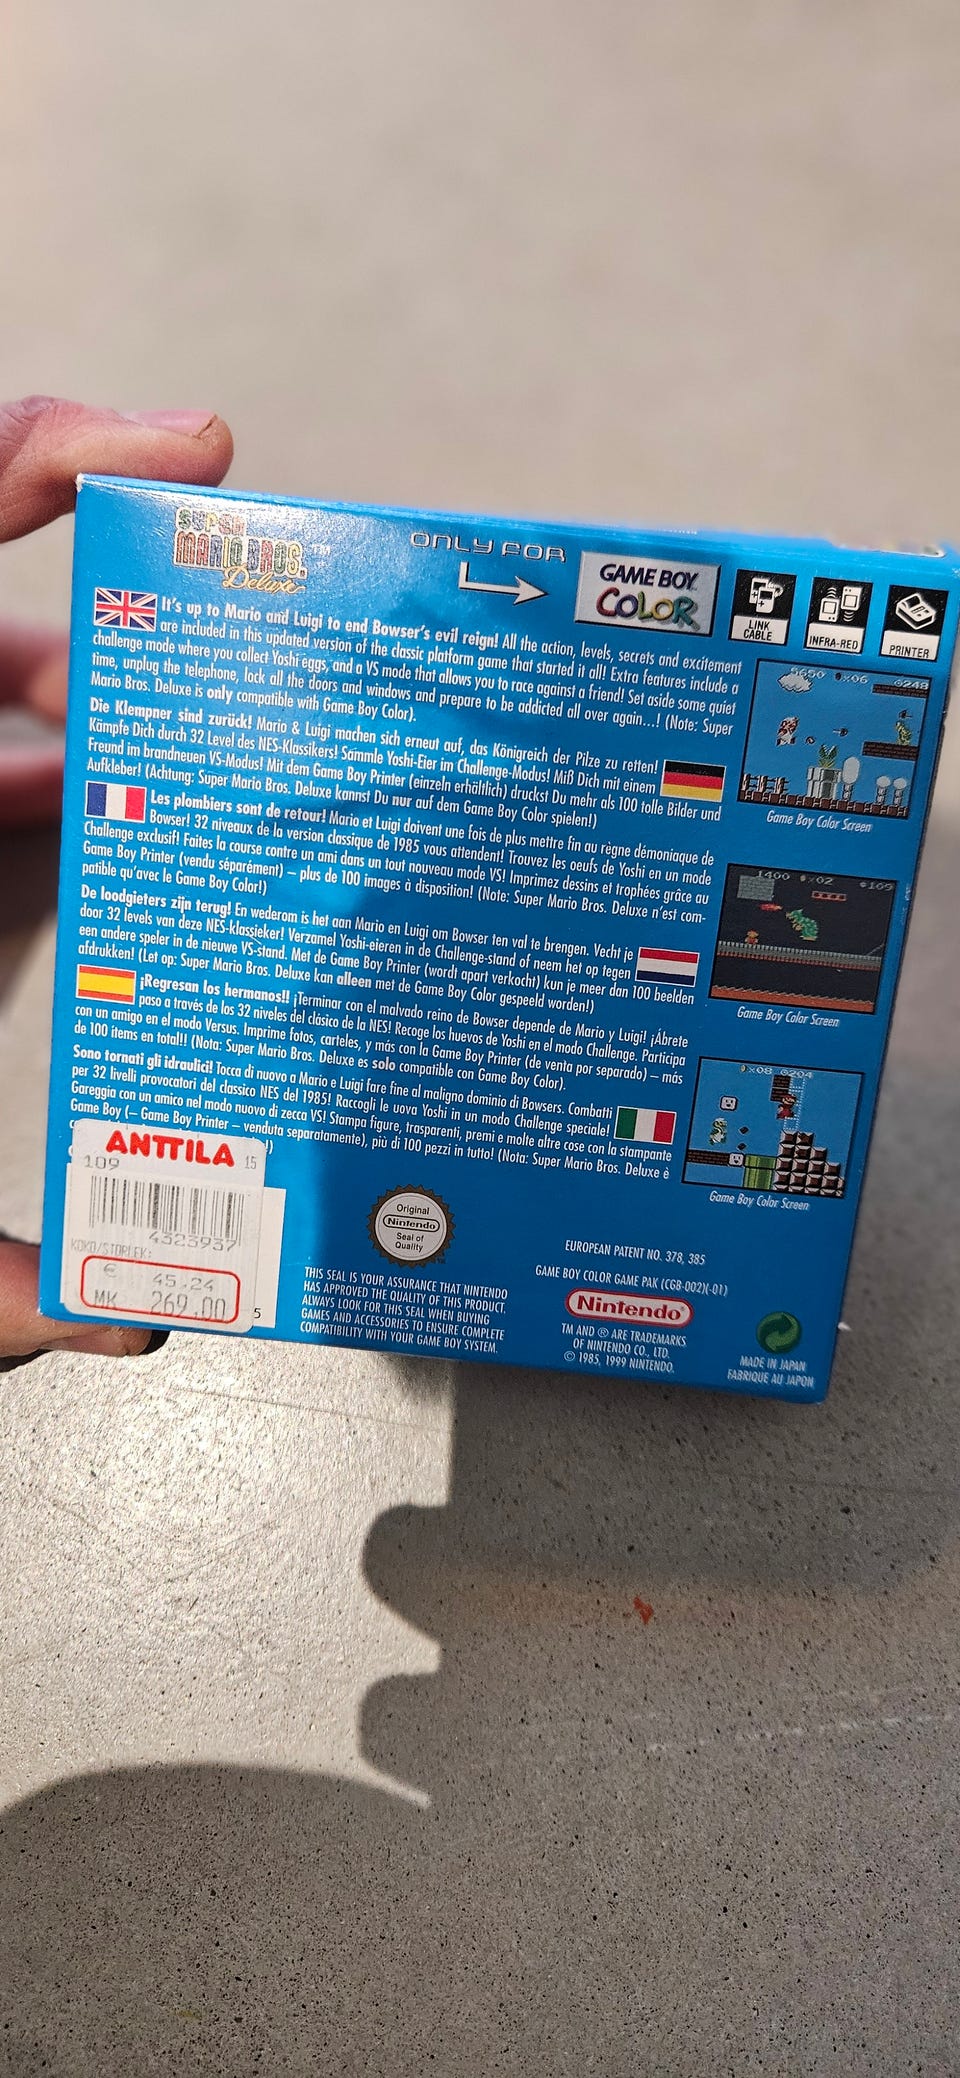 SUPER
MARIO BROS.™
Deluxe
ONLY FOR
GAME BOY
COLOR
LINK
CABLE
INFRA-RED
PRINTER
It's up to Mario and Luigi to end Bowser's evil reign! All the action, levels, secrets and excitement
are included in this updated version of the classic platform game that started it all! Extra features include a
challenge mode where you collect Yoshi eggs, and a VS mode that allows you to race against a friend! Set aside some quiet
time, unplug the telephone, lock all the doors and windows and prepare to be addicted all over again...! (Note: Super
Mario Bros. Deluxe is only compatible with Game Boy Color).
Die Klempner sind zurück! Mario & Luigi machen sich erneut auf, das Königreich der Pilze zu retten!
Kämpfe Dich durch 32 Level des NES-Klassikers! Sammle Yoshi-Eier im Challenge-Modus! Miß Dich mit einem
Freund im brandneuen VS-Modus! Mit dem Game Boy Printer (einzeln erhältlich) druckst Du mehr als 100 tolle Bilder und
Aufkleber! (Achtung: Super Mario Bros. Deluxe kannst Du nur auf dem Game Boy Color spielen!)
Les plombiers sont de retour! Mario et Luigi doivent une fois de plus mettre fin au règne démoniaque de
Bowser! 32 niveaux de la version classique de 1985 vous attendent! Trouvez les oeufs de Yoshi en un mode
Challenge exclusif! Faites la course contre un ami dans un tout nouveau mode VS! Imprimez dessins et trophées grâce au
Game Boy Printer (vendu séparément) – plus de 100 images à disposition! (Note: Super Mario Bros. Deluxe n'est com-
patible qu'avec le Game Boy Color!)
De loodgieters zijn terug! En wederom is het aan Mario en Luigi om Bowser ten val te brengen. Vecht je
door 32 levels van deze NES-klassieker! Verzamel Yoshi-eieren in de Challenge-stand of neem het op tegen
een andere speler in de nieuwe VS-stand. Met de Game Boy Printer (wordt apart verkocht) kun je meer dan 100 beelden
afdrukken! (Let op: Super Mario Bros. Deluxe kan alleen met de Game Boy Color gespeeld worden!)
¡Regresan los hermanos!! ¡Terminar con el malvado reino de Bowser depende de Mario y Luigi! ¡Ábrete
paso a través de los 32 niveles del clásico de la NES! Recoge los huevos de Yoshi en el modo Challenge. Participa
con un amigo en el modo Versus. Imprime fotos, carteles, y más con la Game Boy Printer (de venta por separado) – más
de 100 items en total!! (Nota: Super Mario Bros. Deluxe es solo compatible con Game Boy Color).
Sono tornati gli idraulici! Tocca di nuovo a Mario e Luigi fare fine al maligno dominio di Bowsers. Combatti
per 32 livelli provocatori del classico NES del 1985! Raccogli le uova Yoshi in un modo Challenge speciale!
Gareggia con un amico nel modo nuovo di zecca VS! Stampa figure, trasparenti, premi e molte altre cose con la stampante
Game Boy (– Game Boy Printer – venduta separatamente), più di 100 pezzi in tutto! (Nota: Super Mario Bros. Deluxe è
!)
5650 x06 6248
Game Boy Color Screen
1400 x02 109
Game Boy Color Screen
x08 6204
Game Boy Color Screen
ANTTILA
109 15
4323937
KOKO/STORLEK:
€ 45.24
MK 269.00
5
Original
Nintendo
Seal of
Quality
THIS SEAL IS YOUR ASSURANCE THAT NINTENDO
HAS APPROVED THE QUALITY OF THIS PRODUCT.
ALWAYS LOOK FOR THIS SEAL WHEN BUYING
GAMES AND ACCESSORIES TO ENSURE COMPLETE
COMPATIBILITY WITH YOUR GAME BOY SYSTEM.
EUROPEAN PATENT NO. 378, 385
GAME BOY COLOR GAME PAK (CGB-002)(-01)
Nintendo®
TM AND ® ARE TRADEMARKS
OF NINTENDO CO., LTD.
© 1985, 1999 NINTENDO.
MADE IN JAPAN
FABRIQUE AU JAPON